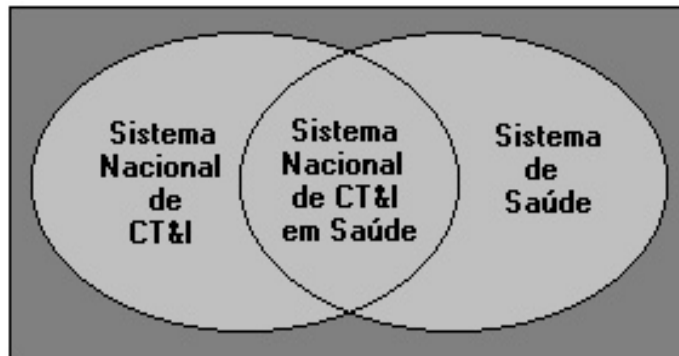 Sistema
Nacional
de
CT&I
Sistema
Nacional
de CT&I
em Saúde
Sistema
de
Saúde